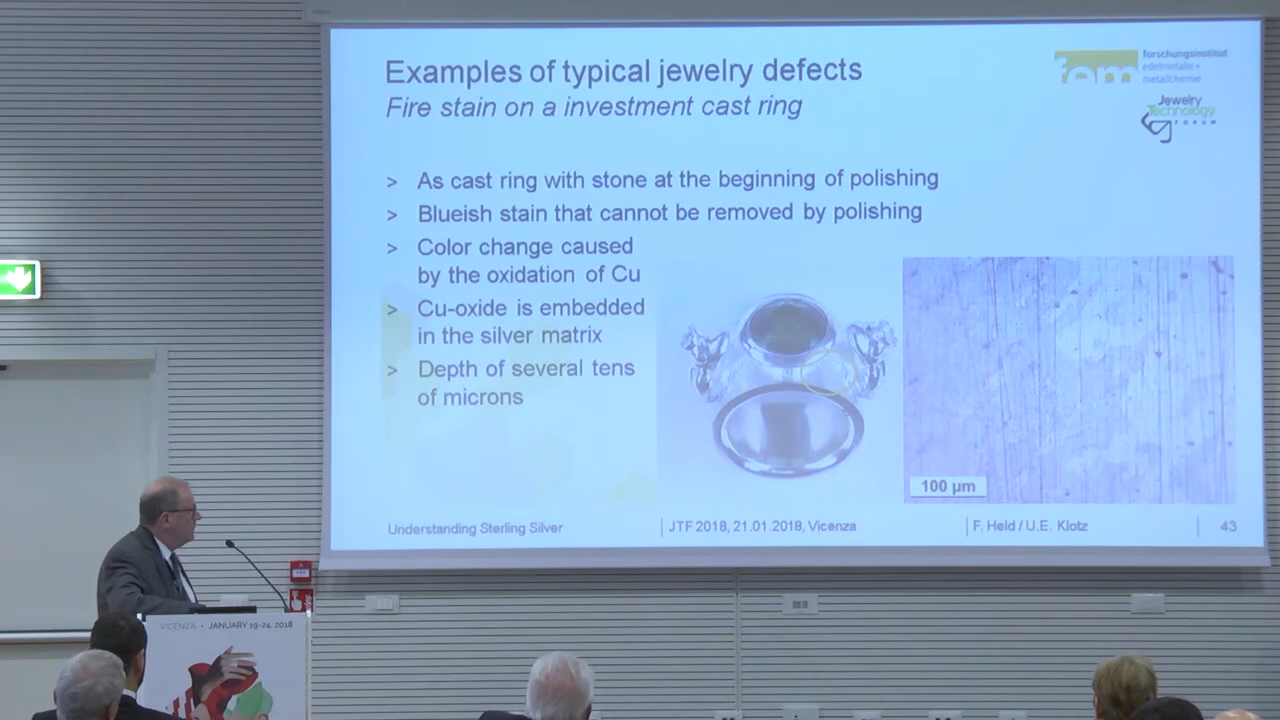 Examples of typical jewelry defects
Fire stain on a investment cast ring
fem
forschungsinstitut
edelmetalle +
metallchemie
Jewelry
Technology
FORUM
> As cast ring with stone at the beginning of polishing
> Blueish stain that cannot be removed by polishing
> Color change caused
by the oxidation of Cu
> Cu-oxide is embedded
in the silver matrix
> Depth of several tens
of microns
100 µm
Understanding Sterling Silver
JTF 2018, 21.01.2018, Vicenza
F. Held / U.E. Klotz
43
VICENZA • JANUARY 19-24, 2018